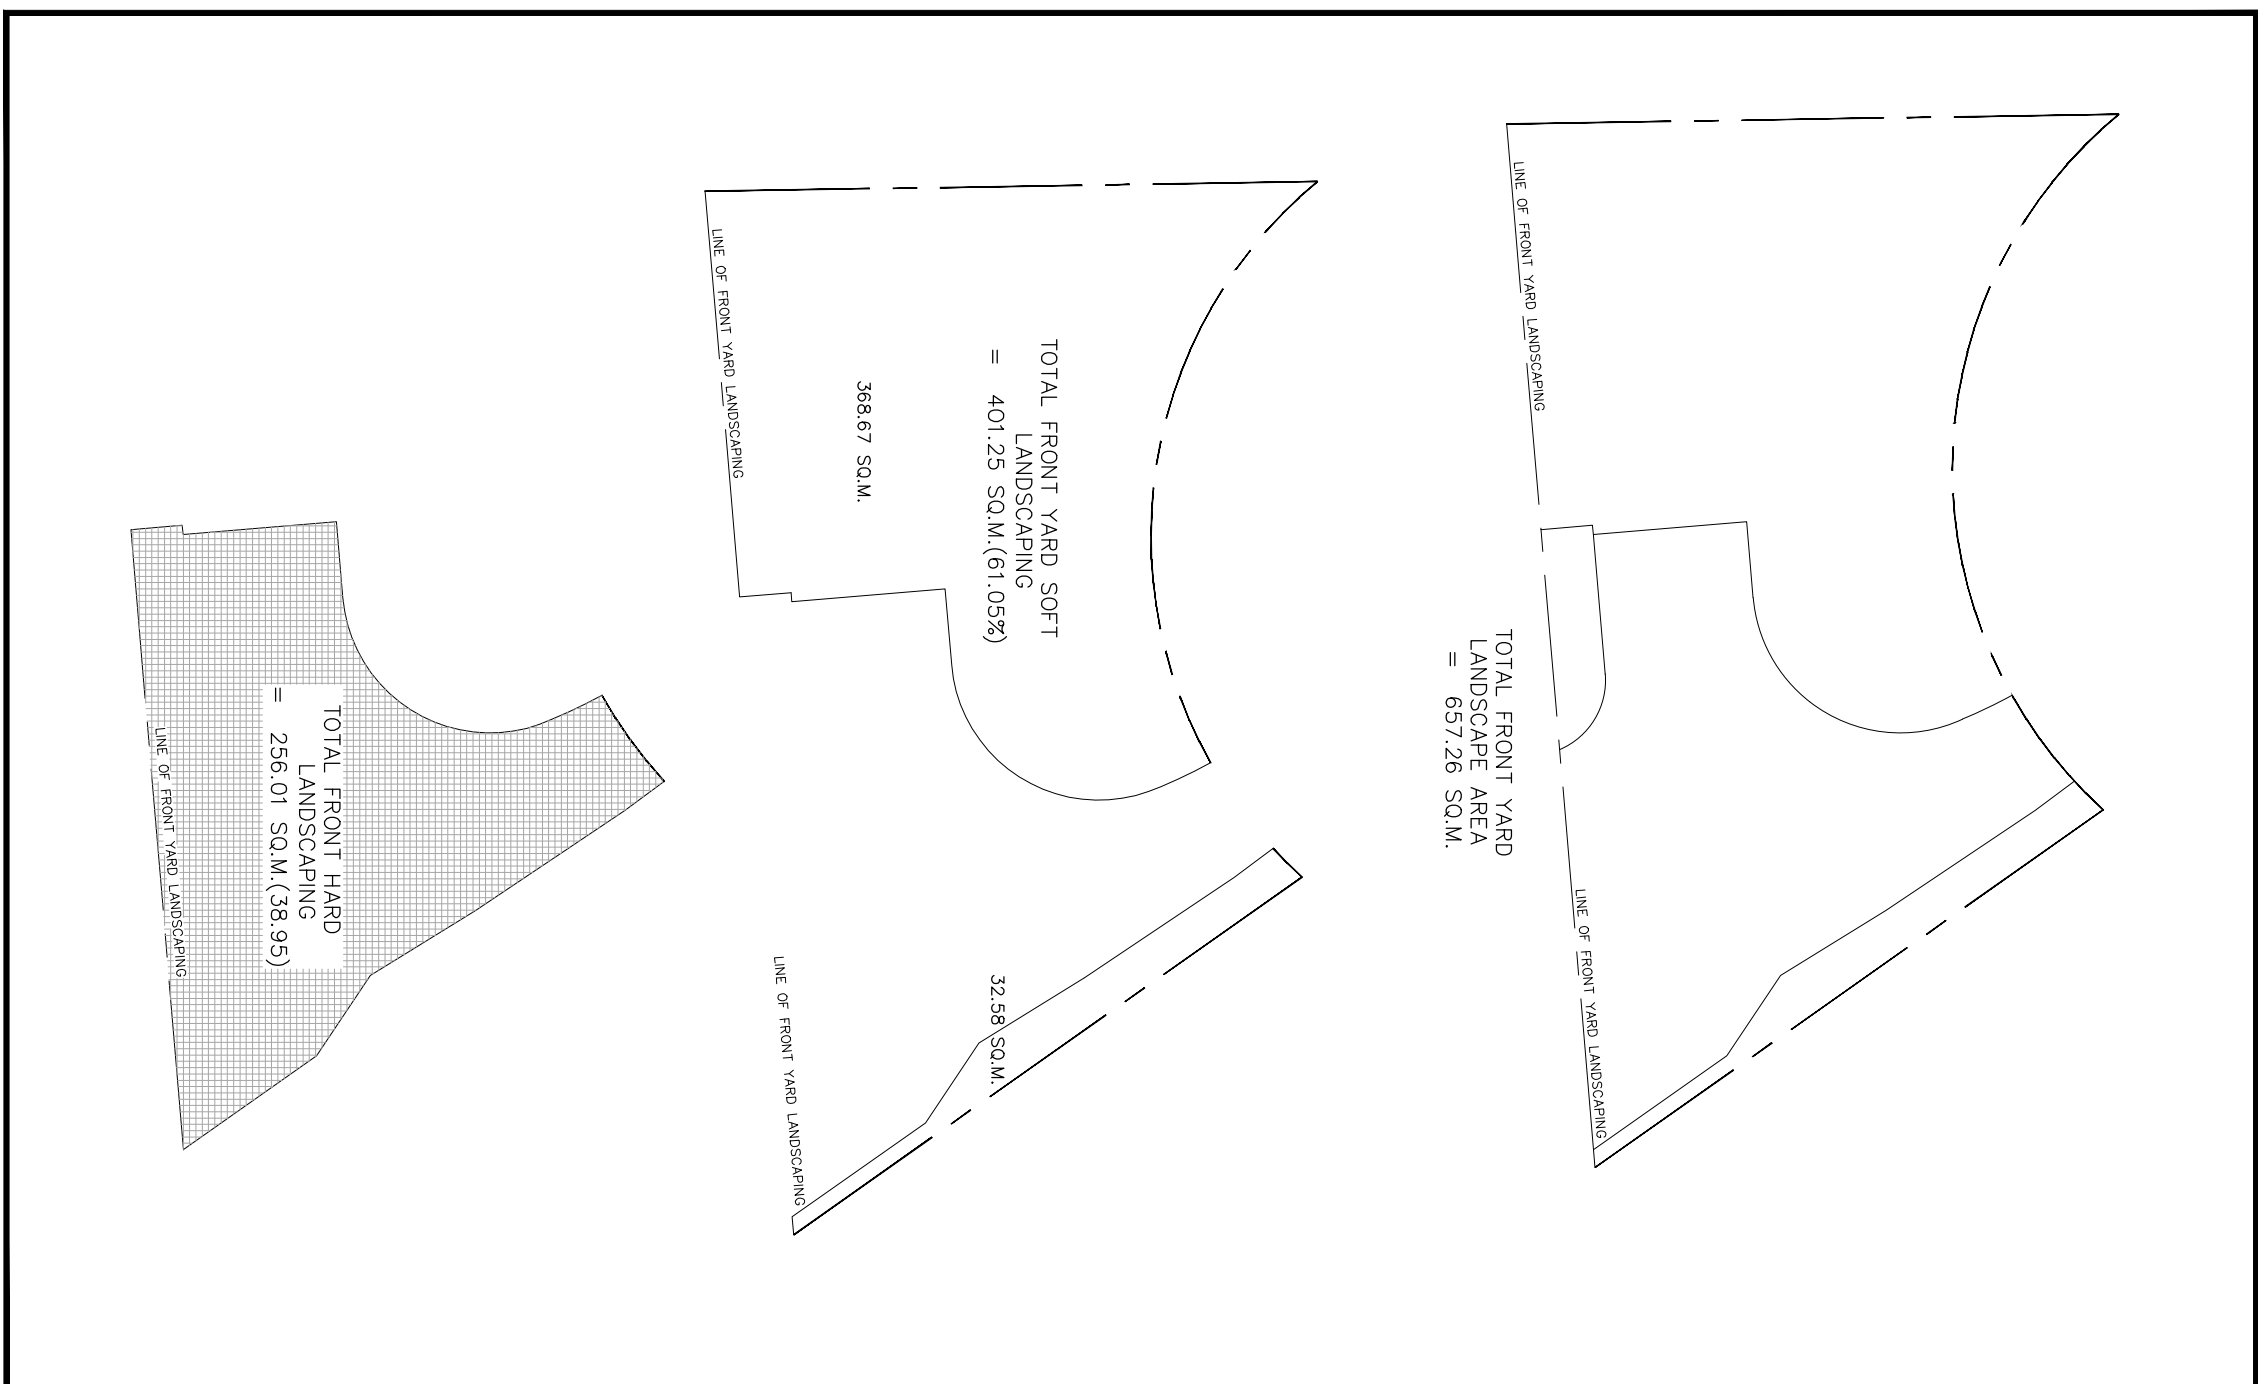 LINE OF FRONT YARD LANDSCAPING
TOTAL FRONT YARD
LANDSCAPE AREA
= 657.26 SQ.M.
LINE OF FRONT YARD LANDSCAPING
LINE OF FRONT YARD LANDSCAPING
368.67 SQ.M.
TOTAL FRONT YARD SOFT
LANDSCAPING
= 401.25 SQ.M.(61.05%)
32.58 SQ.M.
LINE OF FRONT YARD LANDSCAPING
TOTAL FRONT HARD
LANDSCAPING
= 256.01 SQ.M.(38.95)
LINE OF FRONT YARD LANDSCAPING